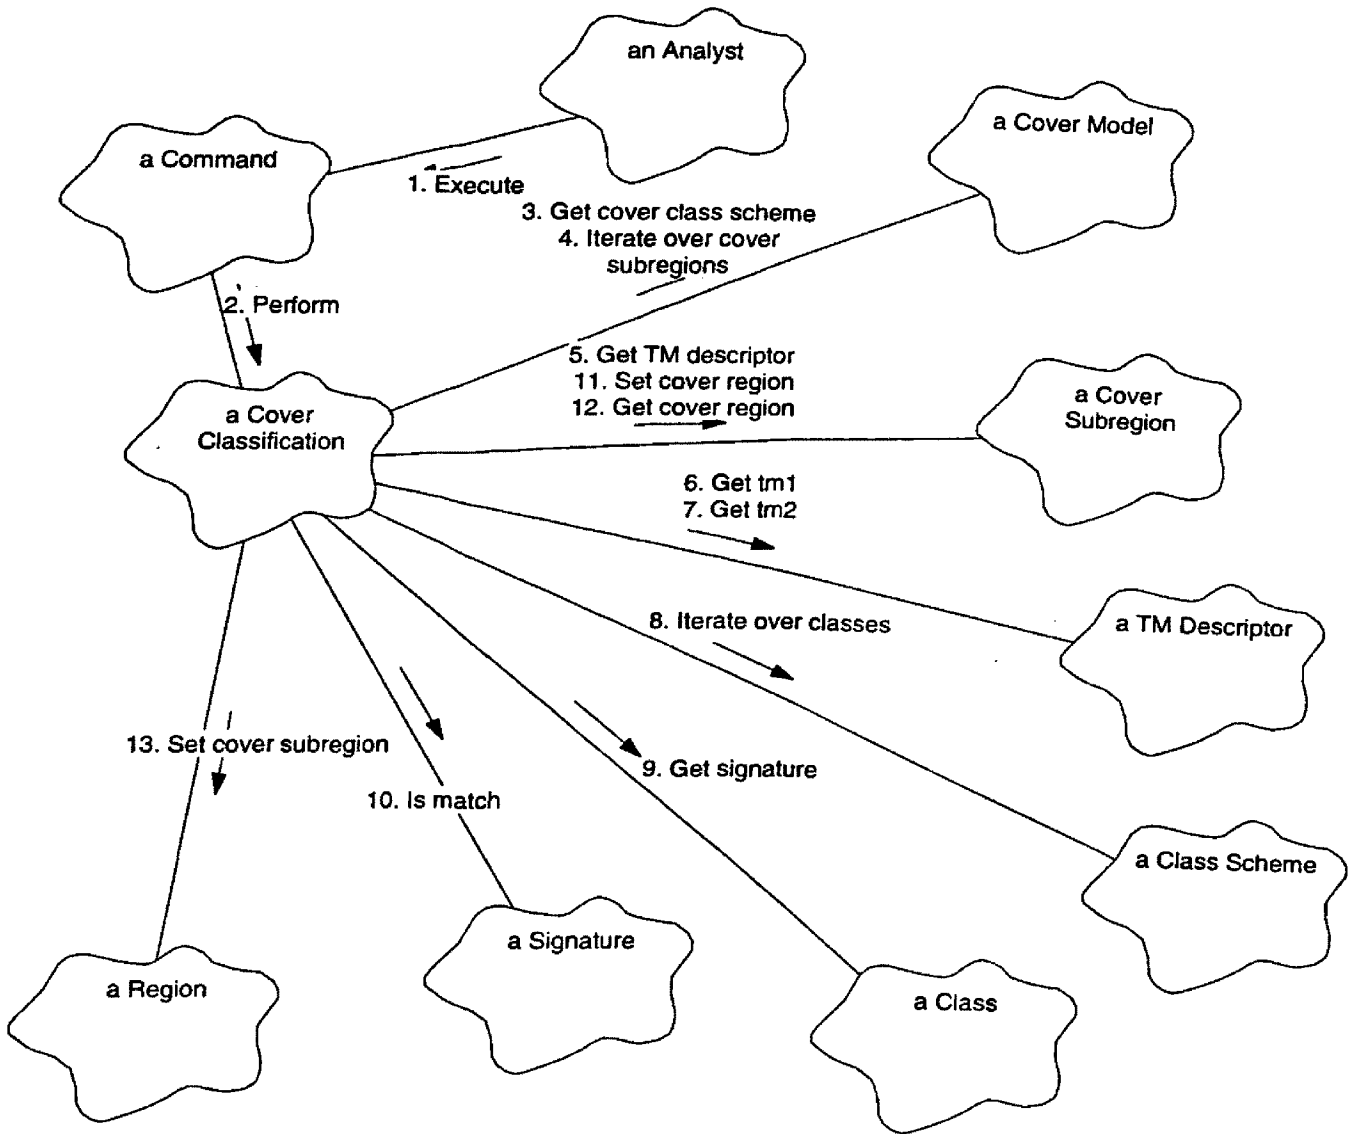 an Analyst
a Cover Model
a Command
1. Execute
3. Get cover class scheme
4. Iterate over cover
subregions
2. Perform
5. Get TM descriptor
11. Set cover region
12. Get cover region
a Cover
Subregion
a Cover
Classification
6. Get tm1
7. Get tm2
8. Iterate over classes
a TM Descriptor
13. Set cover subregion
9. Get signature
10. Is match
a Class Scheme
a Signature
a Region
a Class